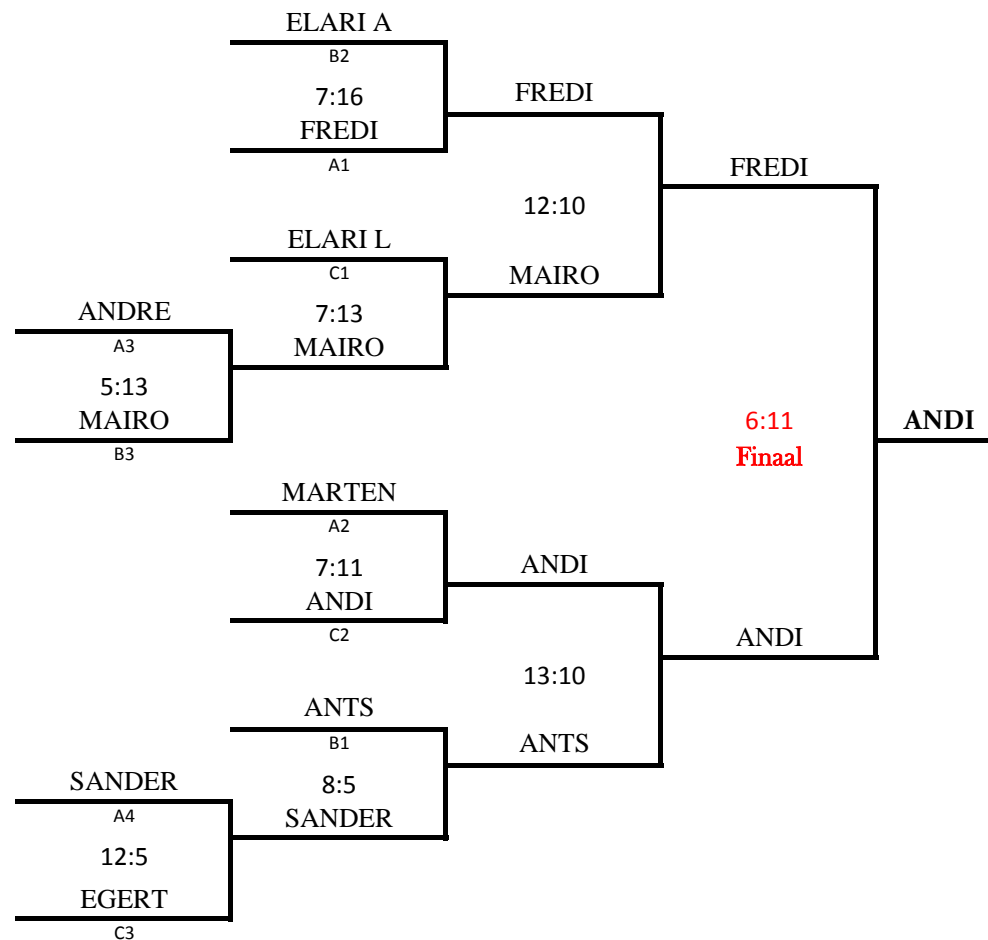 ELARI A
B2
7:16
FREDI
FREDI
A1
FREDI
12:10
ELARI L
C1
MAIRO
7:13
ANDRE
A3
MAIRO
5:13
MAIRO
B3
6:11
ANDI
Finaal
MARTEN
A2
7:11
ANDI
ANDI
C2
ANDI
13:10
ANTS
B1
ANTS
8:5
SANDER
A4
SANDER
12:5
EGERT
C3